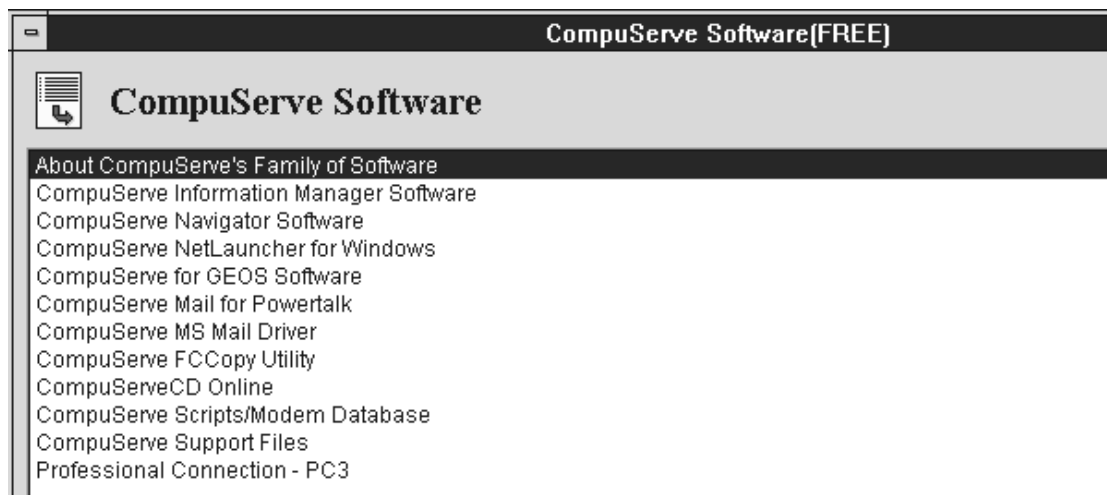 CompuServe Software(FREE)
CompuServe Software
About CompuServe's Family of Software
CompuServe Information Manager Software
CompuServe Navigator Software
CompuServe NetLauncher for Windows
CompuServe for GEOS Software
CompuServe Mail for Powertalk
CompuServe MS Mail Driver
CompuServe FCCopy Utility
CompuServeCD Online
CompuServe Scripts/Modem Database
CompuServe Support Files
Professional Connection - PC3